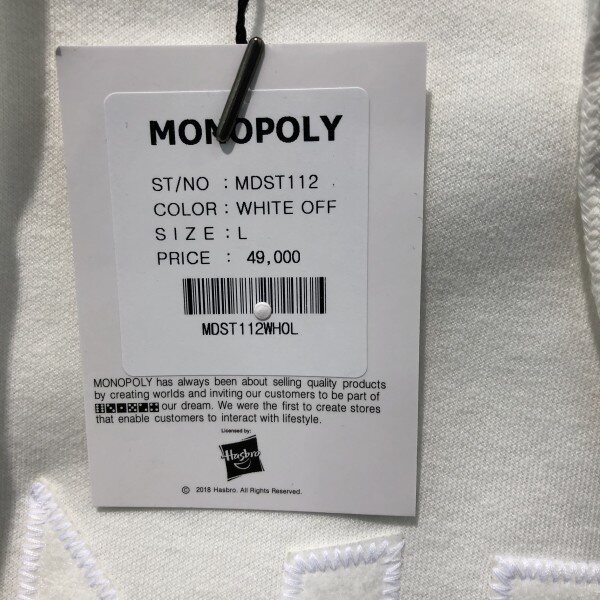 MONOPOLY
ST/NO : MDST112
COLOR : WHITE OFF
SIZE : L
PRICE : 49,000
MDST112WHOL
MONOPOLY has always been about selling quality products
by creating worlds and inviting our customers to be part of
our dream. We were the first to create stores
that enable customers to interact with lifestyle.
Licensed by:
Hasbro
© 2018 Hasbro. All Rights Reserved.